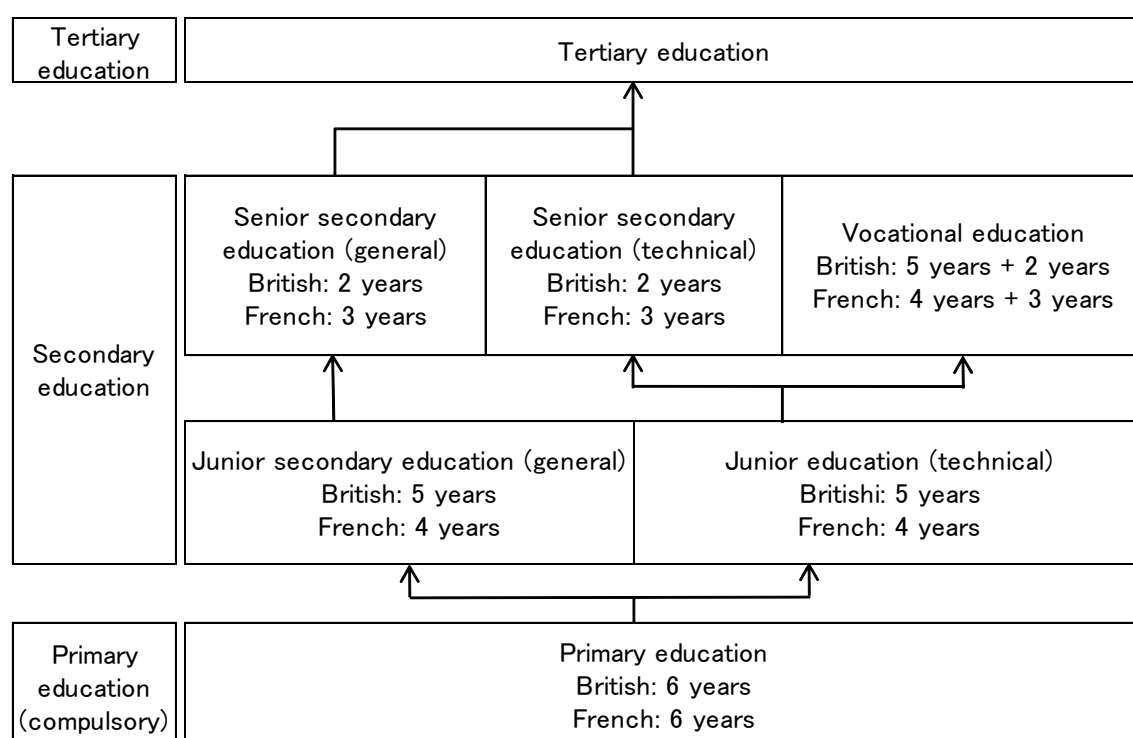 Tertiary
education
Tertiary education
Secondary
education
Senior secondary
education (general)
British: 2 years
French: 3 years
Senior secondary
education (technical)
British: 2 years
French: 3 years
Vocational education
British: 5 years + 2 years
French: 4 years + 3 years
Junior secondary education (general)
British: 5 years
French: 4 years
Junior education (technical)
Britishi: 5 years
French: 4 years
Primary
education
(compulsory)
Primary education
British: 6 years
French: 6 years